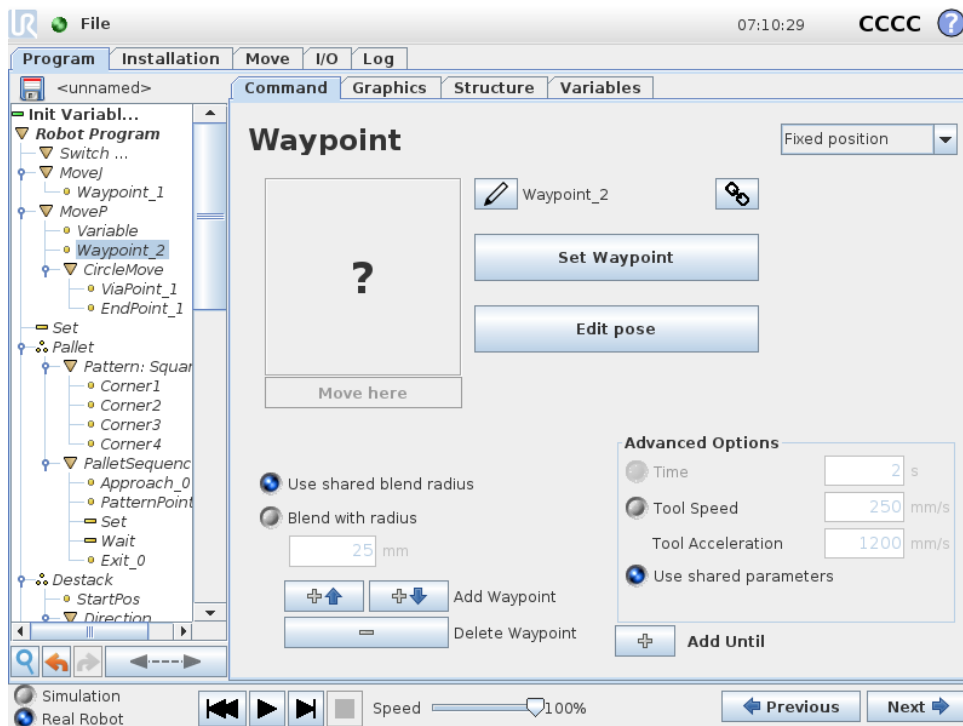 UR File 07:10:29 CCCC ?
Program Installation Move I/O Log
<unnamed> Command Graphics Structure Variables
Init Variabl...
Robot Program
Switch ...
MoveJ
Waypoint_1
MoveP
Variable
Waypoint_2
CircleMove
ViaPoint_1
EndPoint_1
Set
Pallet
Pattern: Squar
Corner1
Corner2
Corner3
Corner4
PalletSequenc
Approach_0
PatternPoint
Set
Wait
Exit_0
Destack
StartPos
Direction
Waypoint Fixed position
?
Move here
Waypoint_2
Set Waypoint
Edit pose
Use shared blend radius
Blend with radius
25 mm
Add Waypoint
Delete Waypoint
Advanced Options
Time 2 s
Tool Speed 250 mm/s
Tool Acceleration 1200 mm/s
Use shared parameters
Add Until
Simulation
Real Robot
Speed 100%
Previous Next